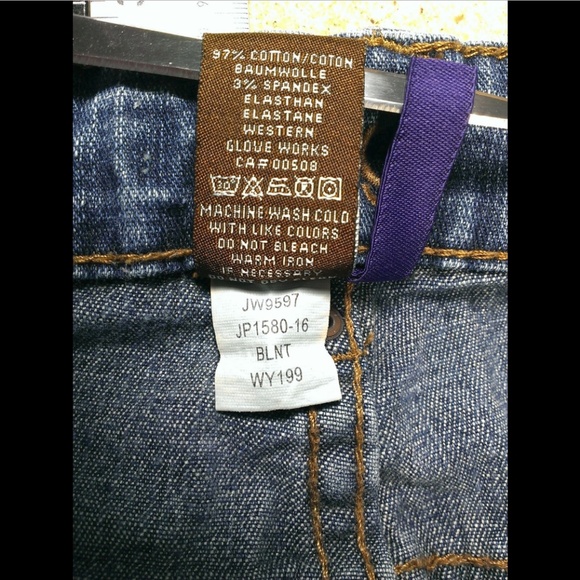 97% COTTON/COTON
BAUMWOLLE
3% SPANDEX
ELASTHAN
ELASTANE
WESTERN
GLOVE WORKS
CA#00508
30°
MACHINE WASH COLD
WITH LIKE COLORS
DO NOT BLEACH
WARM IRON
IF NECESSARY
JW9597
JP1580-16
BLNT
WY199